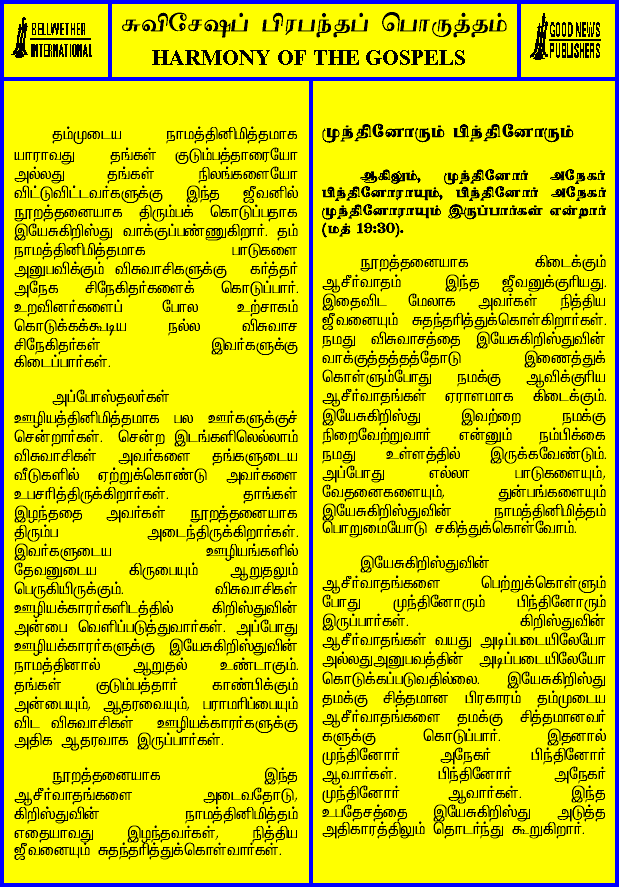 BELLWETHER
INTERNATIONAL
சுவிசேஷப் பிரபந்தப் பொருத்தம்
HARMONY OF THE GOSPELS
GOOD NEWS
PUBLISHERS
தம்முடைய நாமத்தினிமித்தமாக
யாராவது தங்கள் குடும்பத்தாரையோ
அல்லது தங்கள் நிலங்களையோ
விட்டுவிட்டவர்களுக்கு இந்த ஜீவனில்
நூறத்தனையாக திரும்பக் கொடுப்பதாக
இயேசுகிறிஸ்து வாக்குப்பண்ணுகிறார். தம்
நாமத்தினிமித்தமாக பாடுகளை
அனுபவிக்கும் விசுவாசிகளுக்கு கர்த்தர்
அநேக சிநேகிதர்களைக் கொடுப்பார்.
உறவினர்களைப் போல உற்சாகம்
கொடுக்கக்கூடிய நல்ல விசுவாச
சிநேகிதர்கள் இவர்களுக்கு
கிடைப்பார்கள்.
அப்போஸ்தலர்கள்
ஊழியத்தினிமித்தமாக பல ஊர்களுக்குச்
சென்றார்கள். சென்ற இடங்களிலெல்லாம்
விசுவாசிகள் அவர்களை தங்களுடைய
வீடுகளில் ஏற்றுக்கொண்டு அவர்களை
உபசரித்திருக்கிறார்கள். தாங்கள்
இழந்ததை அவர்கள் நூறத்தனையாக
திரும்ப அடைந்திருக்கிறார்கள்.
இவர்களுடைய ஊழியங்களில்
தேவனுடைய கிருபையும் ஆறுதலும்
பெருகியிருக்கும். விசுவாசிகள்
ஊழியக்காரர்களிடத்தில் கிறிஸ்துவின்
அன்பை வெளிப்படுத்துவார்கள். அப்போது
ஊழியக்காரர்களுக்கு இயேசுகிறிஸ்துவின்
நாமத்தினால் ஆறுதல் உண்டாகும்.
தங்கள் குடும்பத்தார் காண்பிக்கும்
அன்பையும், ஆதரவையும், பராமரிப்பையும்
விட விசுவாசிகள் ஊழியக்காரர்களுக்கு
அதிக ஆதரவாக இருப்பார்கள்.
நூறத்தனையாக இந்த
ஆசீர்வாதங்களை அடைவதோடு,
கிறிஸ்துவின் நாமத்தினிமித்தம்
எதையாவது இழந்தவர்கள், நித்திய
ஜீவனையும் சுதந்தரித்துக்கொள்வார்கள்.
முந்தினோரும் பிந்தினோரும்
ஆகிலும், முந்தினோர் அநேகர்
பிந்தினோராயும், பிந்தினோர் அநேகர்
முந்தினோராயும் இருப்பார்கள் என்றார்
(மத் 19:30).
நூறத்தனையாக கிடைக்கும்
ஆசீர்வாதம் இந்த ஜீவனுக்குரியது.
இதைவிட மேலாக அவர்கள் நித்திய
ஜீவனையும் சுதந்தரித்துக்கொள்கிறார்கள்.
நமது விசுவாசத்தை இயேசுகிறிஸ்துவின்
வாக்குத்தத்தத்தோடு இணைத்துக்
கொள்ளும்போது நமக்கு ஆவிக்குரிய
ஆசீர்வாதங்கள் ஏராளமாக கிடைக்கும்.
இயேசுகிறிஸ்து இவற்றை நமக்கு
நிறைவேற்றுவார் என்னும் நம்பிக்கை
நமது உள்ளத்தில் இருக்கவேண்டும்.
அப்போது எல்லா பாடுகளையும்,
வேதனைகளையும், துன்பங்களையும்
இயேசுகிறிஸ்துவின் நாமத்தினிமித்தம்
பொறுமையோடு சகித்துக்கொள்வோம்.
இயேசுகிறிஸ்துவின்
ஆசீர்வாதங்களை பெற்றுக்கொள்ளும்
போது முந்தினோரும் பிந்தினோரும்
இருப்பார்கள். கிறிஸ்துவின்
ஆசீர்வாதங்கள் வயது அடிப்படையிலேயோ
அல்லதுஅனுபவத்தின் அடிப்படையிலேயோ
கொடுக்கப்படுவதில்லை. இயேசுகிறிஸ்து
தமக்கு சித்தமான பிரகாரம் தம்முடைய
ஆசீர்வாதங்களை தமக்கு சித்தமானவர்
களுக்கு கொடுப்பார். இதனால்
முந்தினோர் அநேகர் பிந்தினோர்
ஆவார்கள். பிந்தினோர் அநேகர்
முந்தினோர் ஆவார்கள். இந்த
உபதேசத்தை இயேசுகிறிஸ்து அடுத்த
அதிகாரத்திலும் தொடர்ந்து கூறுகிறார்.